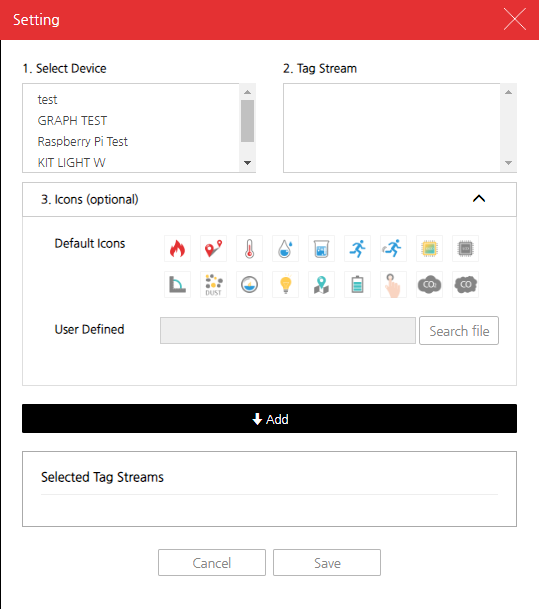 Setting
1. Select Device
2. Tag Stream
test
GRAPH TEST
Raspberry Pi Test
KIT LIGHT W
3. Icons (optional)
Default Icons
DUST
CO₂
CO
User Defined
Search file
Add
Selected Tag Streams
Cancel
Save